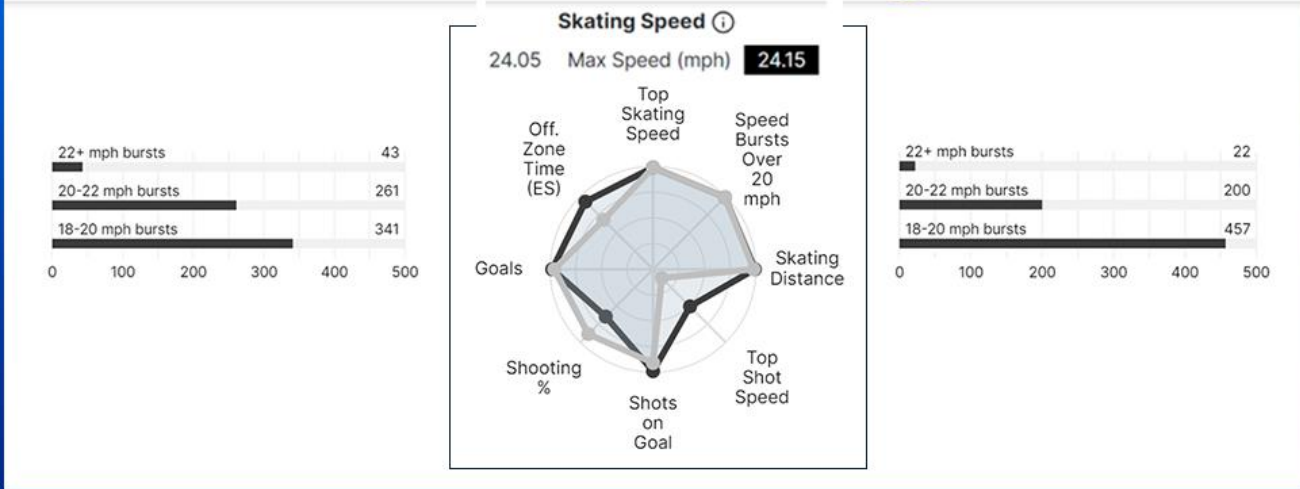 Skating Speed
24.05 Max Speed (mph) 24.15
22+ mph bursts 43
20-22 mph bursts 261
18-20 mph bursts 341
0 100 200 300 400 500
Top
Skating
Speed
Off.
Zone
Time
(ES)
Speed
Bursts
Over
20
mph
Goals
Skating
Distance
Shooting
%
Top
Shot
Speed
Shots
on
Goal
22+ mph bursts 22
20-22 mph bursts 200
18-20 mph bursts 457
0 100 200 300 400 500